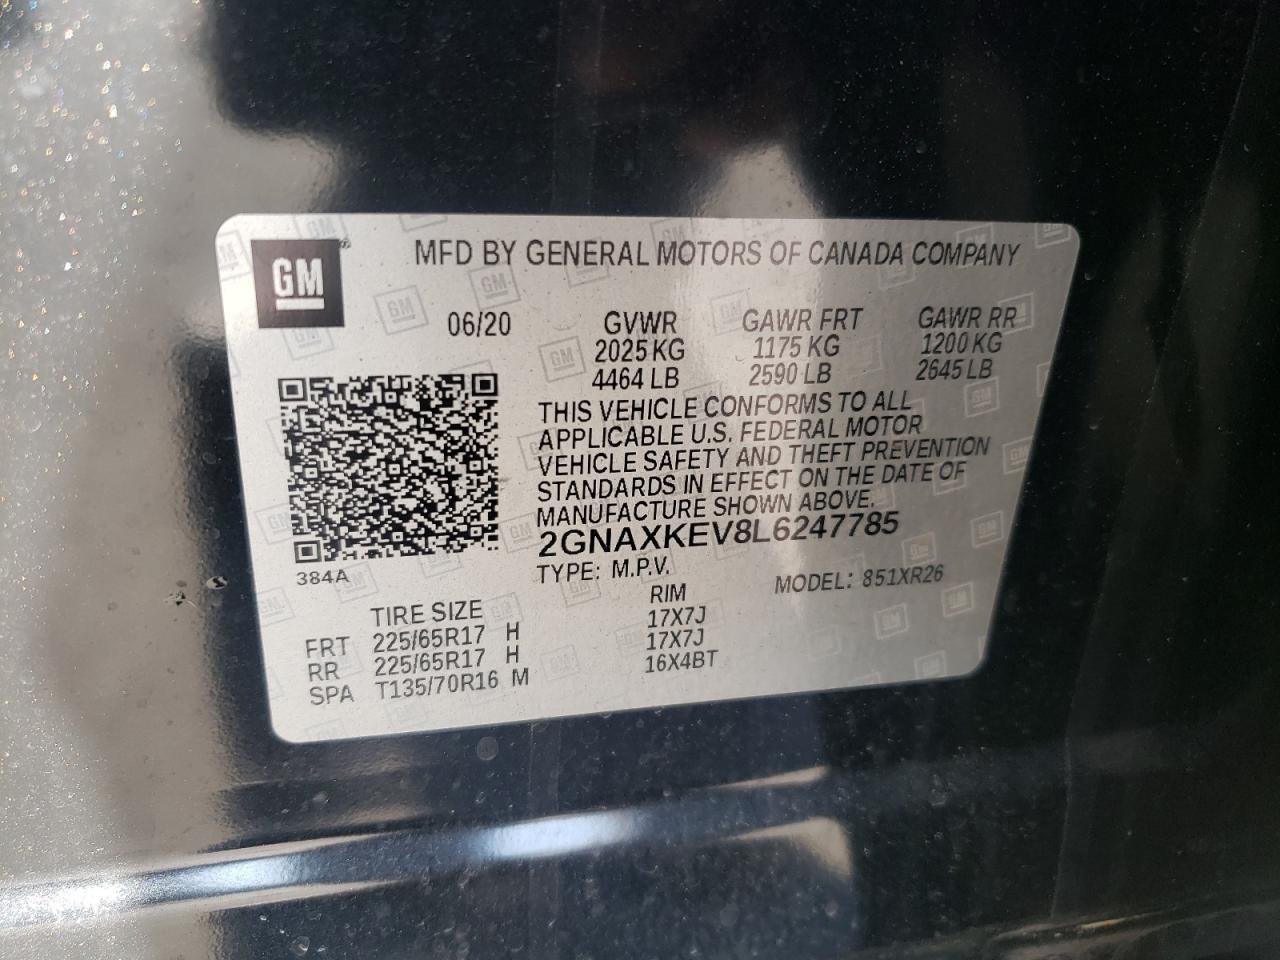 GM
MFD BY GENERAL MOTORS OF CANADA COMPANY
06/20 GVWR GAWR FRT GAWR RR
2025 KG 1175 KG 1200 KG
4464 LB 2590 LB 2645 LB
THIS VEHICLE CONFORMS TO ALL
APPLICABLE U.S. FEDERAL MOTOR
VEHICLE SAFETY AND THEFT PREVENTION
STANDARDS IN EFFECT ON THE DATE OF
MANUFACTURE SHOWN ABOVE.
2GNAXKEV8L6247785
384A
TYPE: M.P.V. MODEL: 851XR26
TIRE SIZE RIM
FRT 225/65R17 H 17X7J
RR 225/65R17 H 17X7J
SPA T135/70R16 M 16X4BT